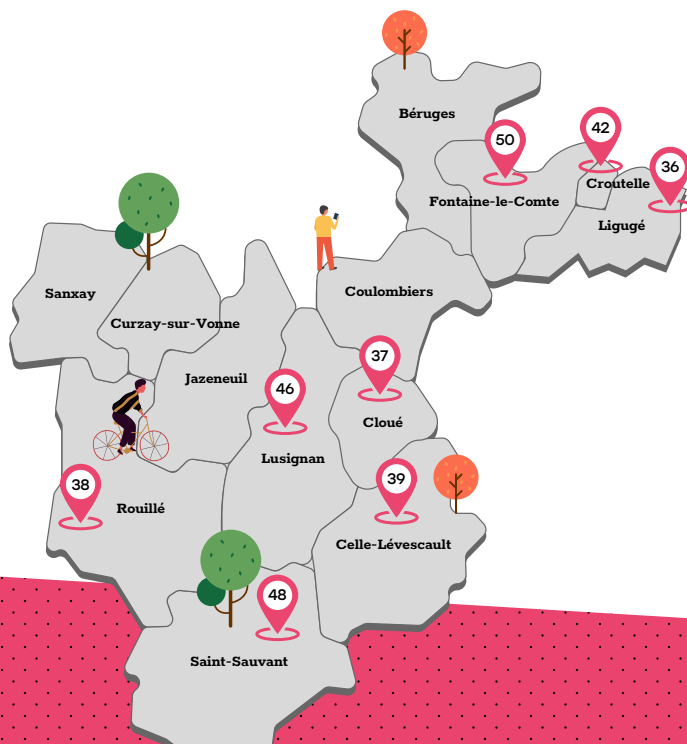 Béruges
50
42
36
Fontaine-le-Comte
Croutelle
Ligugé
Sanxay
Coulombiers
Curzay-sur-Vonne
37
Jazeneuil
46
Cloué
Lusignan
38
39
Rouillé
Celle-Lévescault
48
Saint-Sauvant